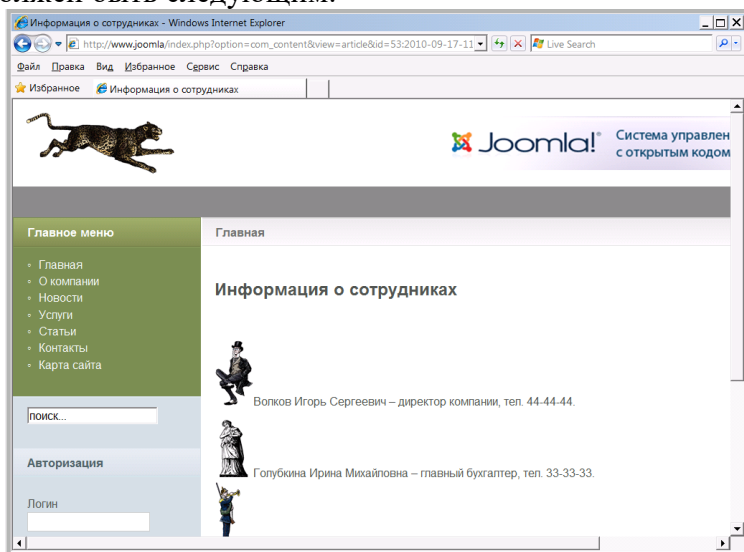 олжен быть следующим:
Информация о сотрудниках - Windows Internet Explorer
http://www.joomla/index.php?option=com_content&view=article&id=53:2010-09-17-11
Live Search
Файл Правка Вид Избранное Сервис Справка
Избранное
Информация о сотрудниках
Joomla!®
Система управлен
с открытым кодом
Главное меню
Главная
Главная
О компании
Новости
Услуги
Статьи
Контакты
Карта сайта
Информация о сотрудниках
Волков Игорь Сергеевич – директор компании, тел. 44-44-44.
поиск...
Авторизация
Голубкина Ирина Михайловна – главный бухгалтер, тел. 33-33-33.
Логин